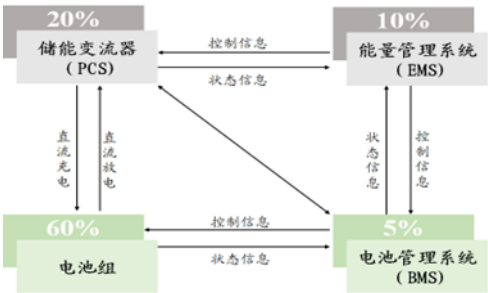 20%
储能变流器
(PCS)
10%
能量管理系统
(EMS)
控制信息
状态信息
直流充电
直流放电
状态信息
控制信息
60%
电池组
控制信息
状态信息
5%
电池管理系统
(BMS)